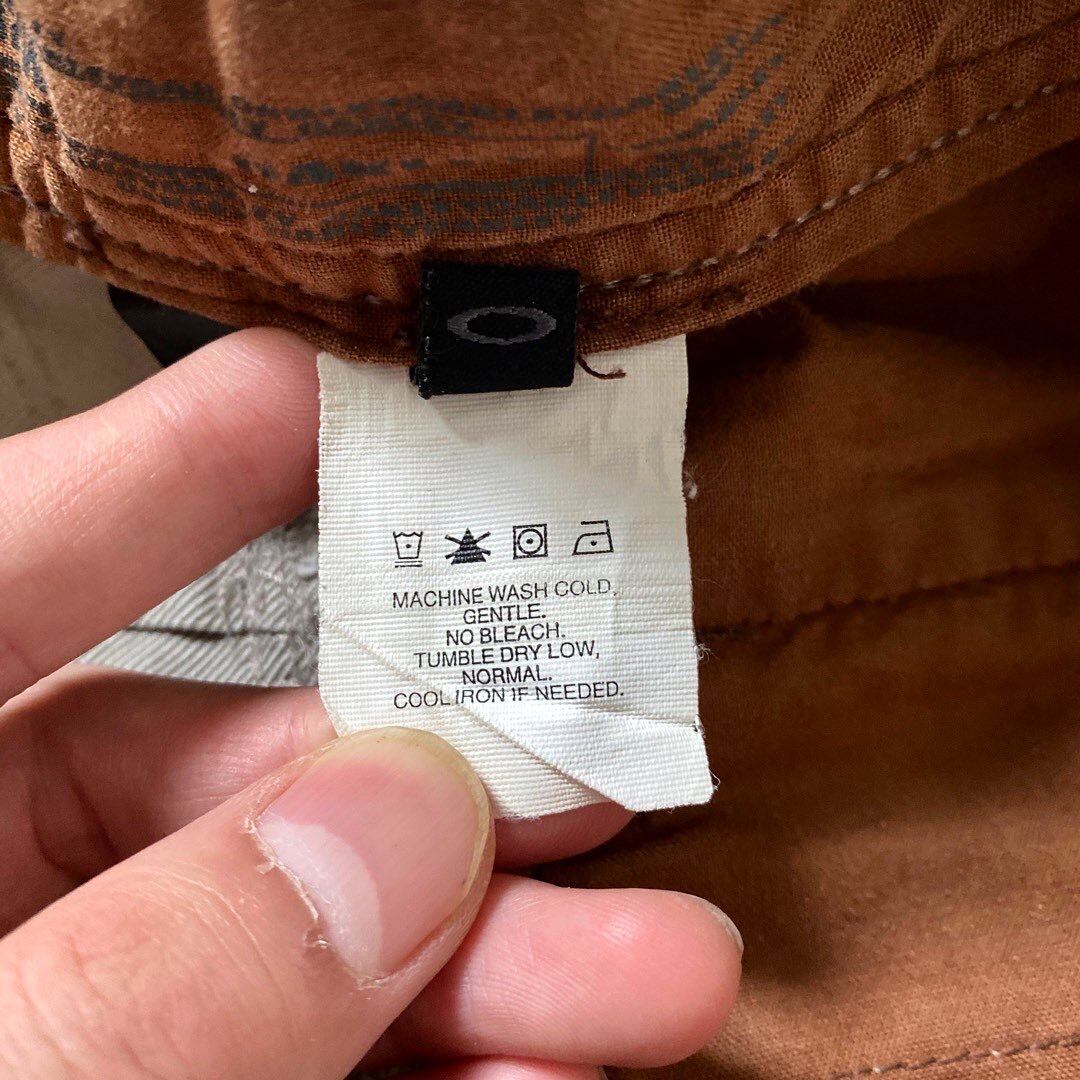 MACHINE WASH COLD,
GENTLE.
NO BLEACH.
TUMBLE DRY LOW,
NORMAL.
COOL IRON IF NEEDED.